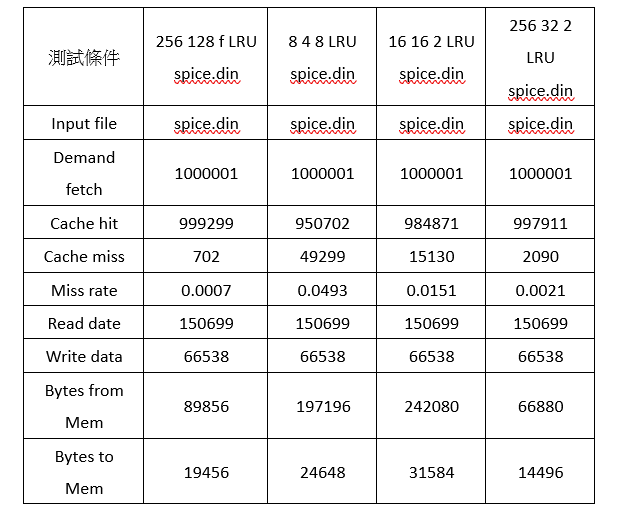 測試條件
256 128 f LRU
spice.din
8 4 8 LRU
spice.din
16 16 2 LRU
spice.din
256 32 2
LRU
spice.din
Input file
spice.din
spice.din
spice.din
spice.din
Demand
fetch
1000001
1000001
1000001
1000001
Cache hit
999299
950702
984871
997911
Cache miss
702
49299
15130
2090
Miss rate
0.0007
0.0493
0.0151
0.0021
Read date
150699
150699
150699
150699
Write data
66538
66538
66538
66538
Bytes from
Mem
89856
197196
242080
66880
Bytes to
Mem
19456
24648
31584
14496